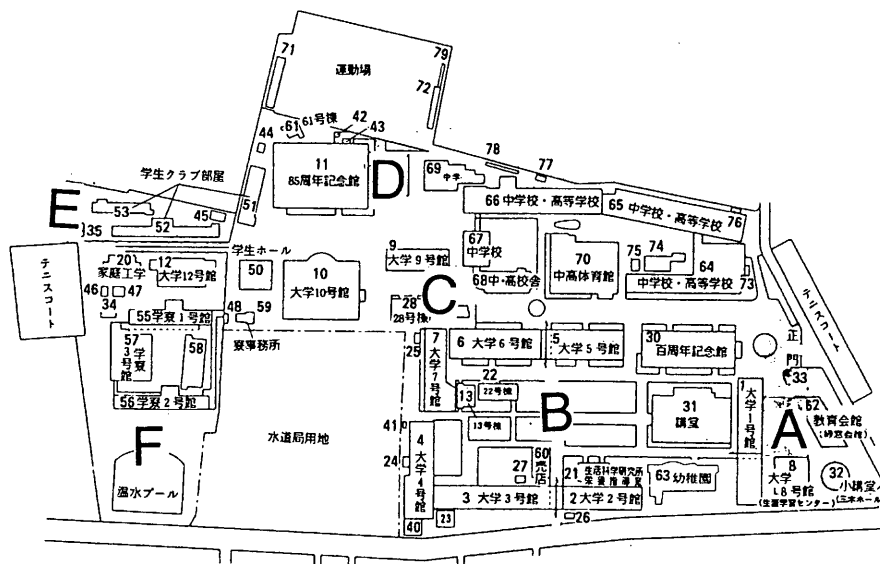 71
79
運動場
72
42
61
61号棟
43
44
78
77
11
85周年記念館
D
69
中学
学生クラブ部屋
66 中学校・高等学校
65 中学校・高等学校
76
E
53
45
51
52
35
67
中学校
70
中高体育館
75
74
64
中学校・高等学校
73
68中・高校舎
学生ホール
50
10
大学10号館
9
大学9号館
20
家庭工学
12
大学12号館
テニスコート
テニスコート
46
47
34
48
59
寮事務所
C
28
28号棟
55学寮1号館
57
学寮
3号館
58
56学寮2号館
25
7
大学7号館
6 大学6号館
5
大学5号館
30
百周年記念館
正門
33
22
22号棟
13
13号棟
B
31
講堂
1
大学1号館
A
62
教育会館
F
温水プール
水道局用地
41
24
4
大学4号館
27
60
売店
21
生活科学研究所
63 幼稚園
8
大学
8号館
(生涯学習センター)
32
小講堂
3 大学3号館
2 大学2号館
40
23
26